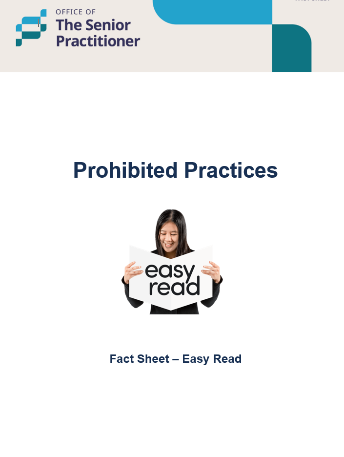 OFFICE OF
The Senior
Practitioner
Prohibited Practices
easy
read
Fact Sheet – Easy Read